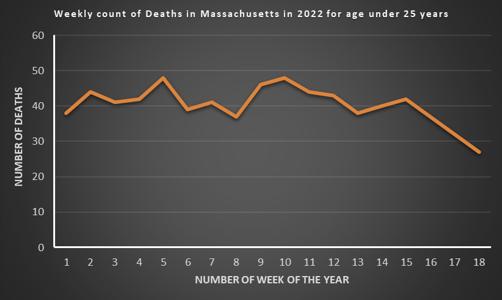 Weekly count of Deaths in Massachusetts in 2022 for age under 25 years
60
50
40
30
20
10
0
NUMBER OF DEATHS
1 2 3 4 5 6 7 8 9 10 11 12 13 14 15 16 17 18
NUMBER OF WEEK OF THE YEAR